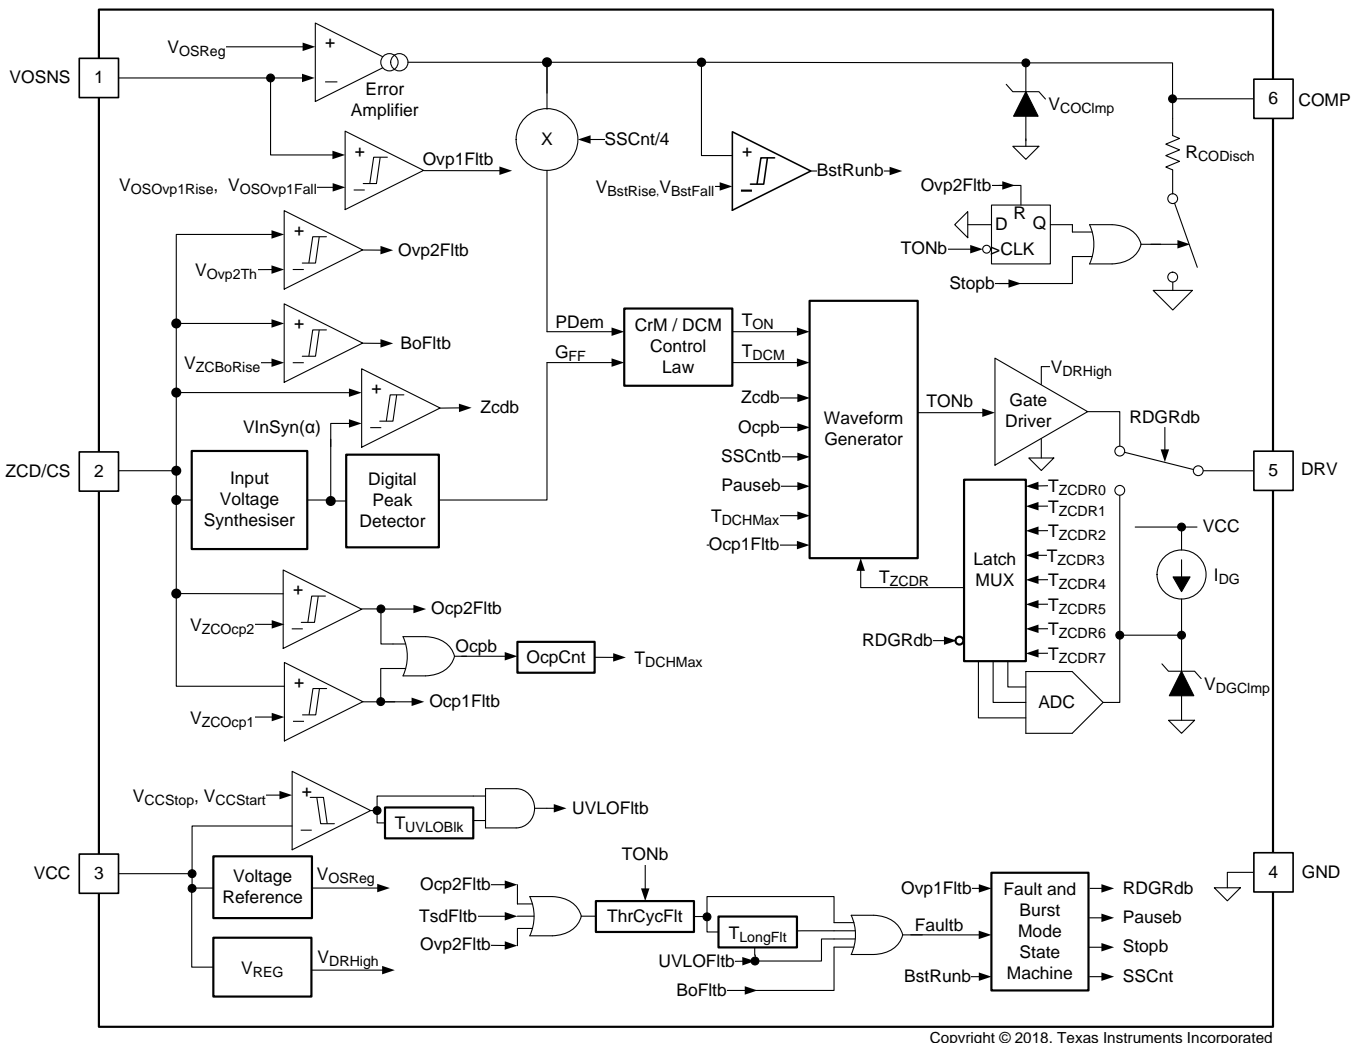 VOSNS
1
VOSReg
+
−
Error
Amplifier
+
−
Ovp1Fltb
VOSOvp1Rise, VOSOvp1Fall
X
SSCnt/4
+
−
BstRunb
VBstRise, VBstFall
VCOClmp
6
COMP
RCODisch
Ovp2Fltb
D
R
Q
CLK
TONb
Stopb
+
−
Ovp2Fltb
VOvp2Th
+
−
BoFltb
VZCBoRise
+
−
Zcdb
VInSyn(α)
ZCD/CS
2
Input
Voltage
Synthesiser
Digital
Peak
Detector
PDem
GFF
CrM / DCM
Control
Law
TON
TDCM
Zcdb
Ocpb
SSCntb
Pauseb
TDCHMax
Ocp1Fltb
Waveform
Generator
TONb
VDRHigh
Gate
Driver
RDGRdb
5
DRV
TZCDR
Latch
MUX
TZCDR0
TZCDR1
TZCDR2
TZCDR3
TZCDR4
TZCDR5
TZCDR6
TZCDR7
RDGRdb
ADC
VCC
IDG
VDGClmp
+
−
Ocp2Fltb
VZCOcp2
Ocpb
OcpCnt
TDCHMax
+
−
Ocp1Fltb
VZCOcp1
VCCStop, VCCStart
+
−
TUVLOBlk
UVLOFltb
VCC
3
Voltage
Reference
VOSReg
VREG
VDRHigh
TONb
Ocp2Fltb
TsdFltb
Ovp2Fltb
ThrCycFlt
TLongFlt
UVLOFltb
BoFltb
Faultb
Ovp1Fltb
BstRunb
Fault and
Burst
Mode
State
Machine
RDGRdb
Pauseb
Stopb
SSCnt
4
GND
Copyright © 2018, Texas Instruments Incorporated